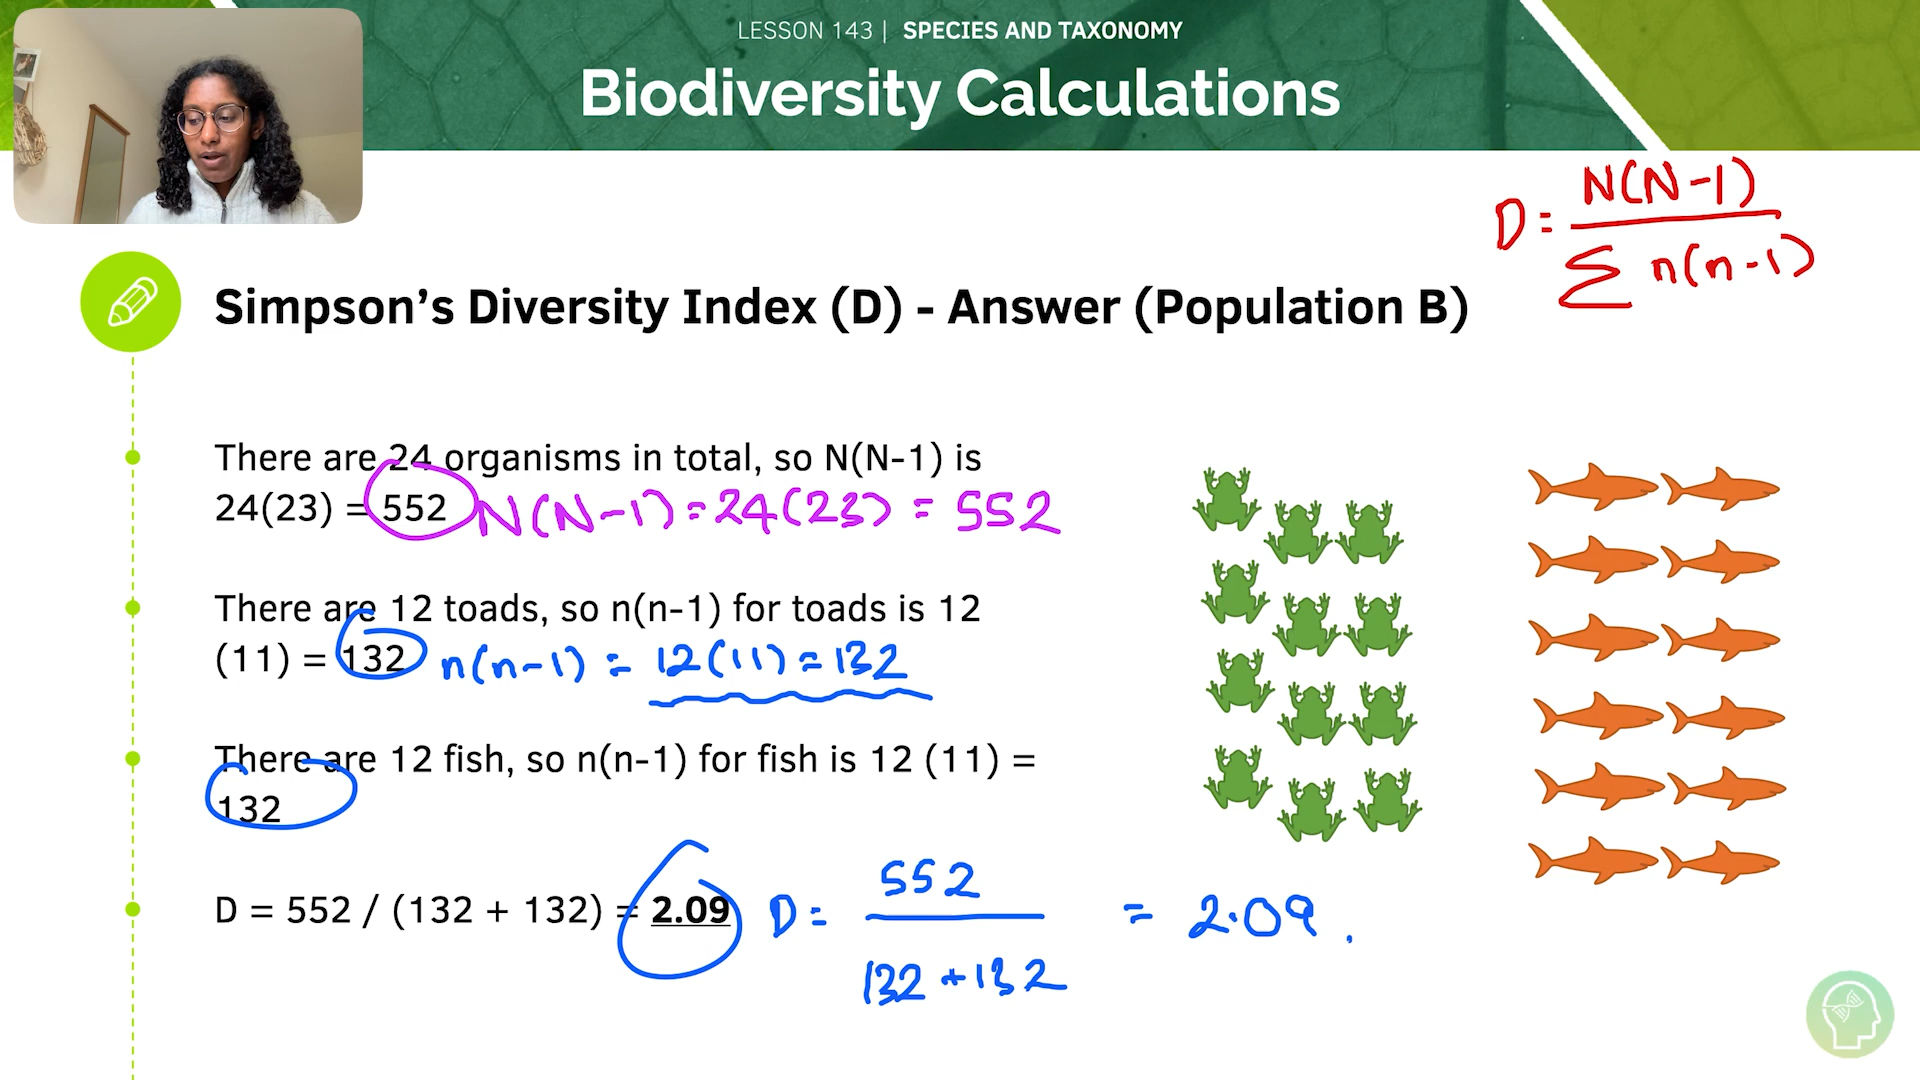 LESSON 143 | SPECIES AND TAXONOMY
Biodiversity Calculations
D = N(N-1) / Σ n(n-1)
Simpson’s Diversity Index (D) - Answer (Population B)
There are 24 organisms in total, so N(N-1) is
24(23) = 552 N(N-1) = 24(23) = 552
There are 12 toads, so n(n-1) for toads is 12
(11) = 132 n(n-1) = 12(11) = 132
There are 12 fish, so n(n-1) for fish is 12 (11) =
132
D = 552 / (132 + 132) = 2.09 D = 552 / 132 + 132 = 2.09.